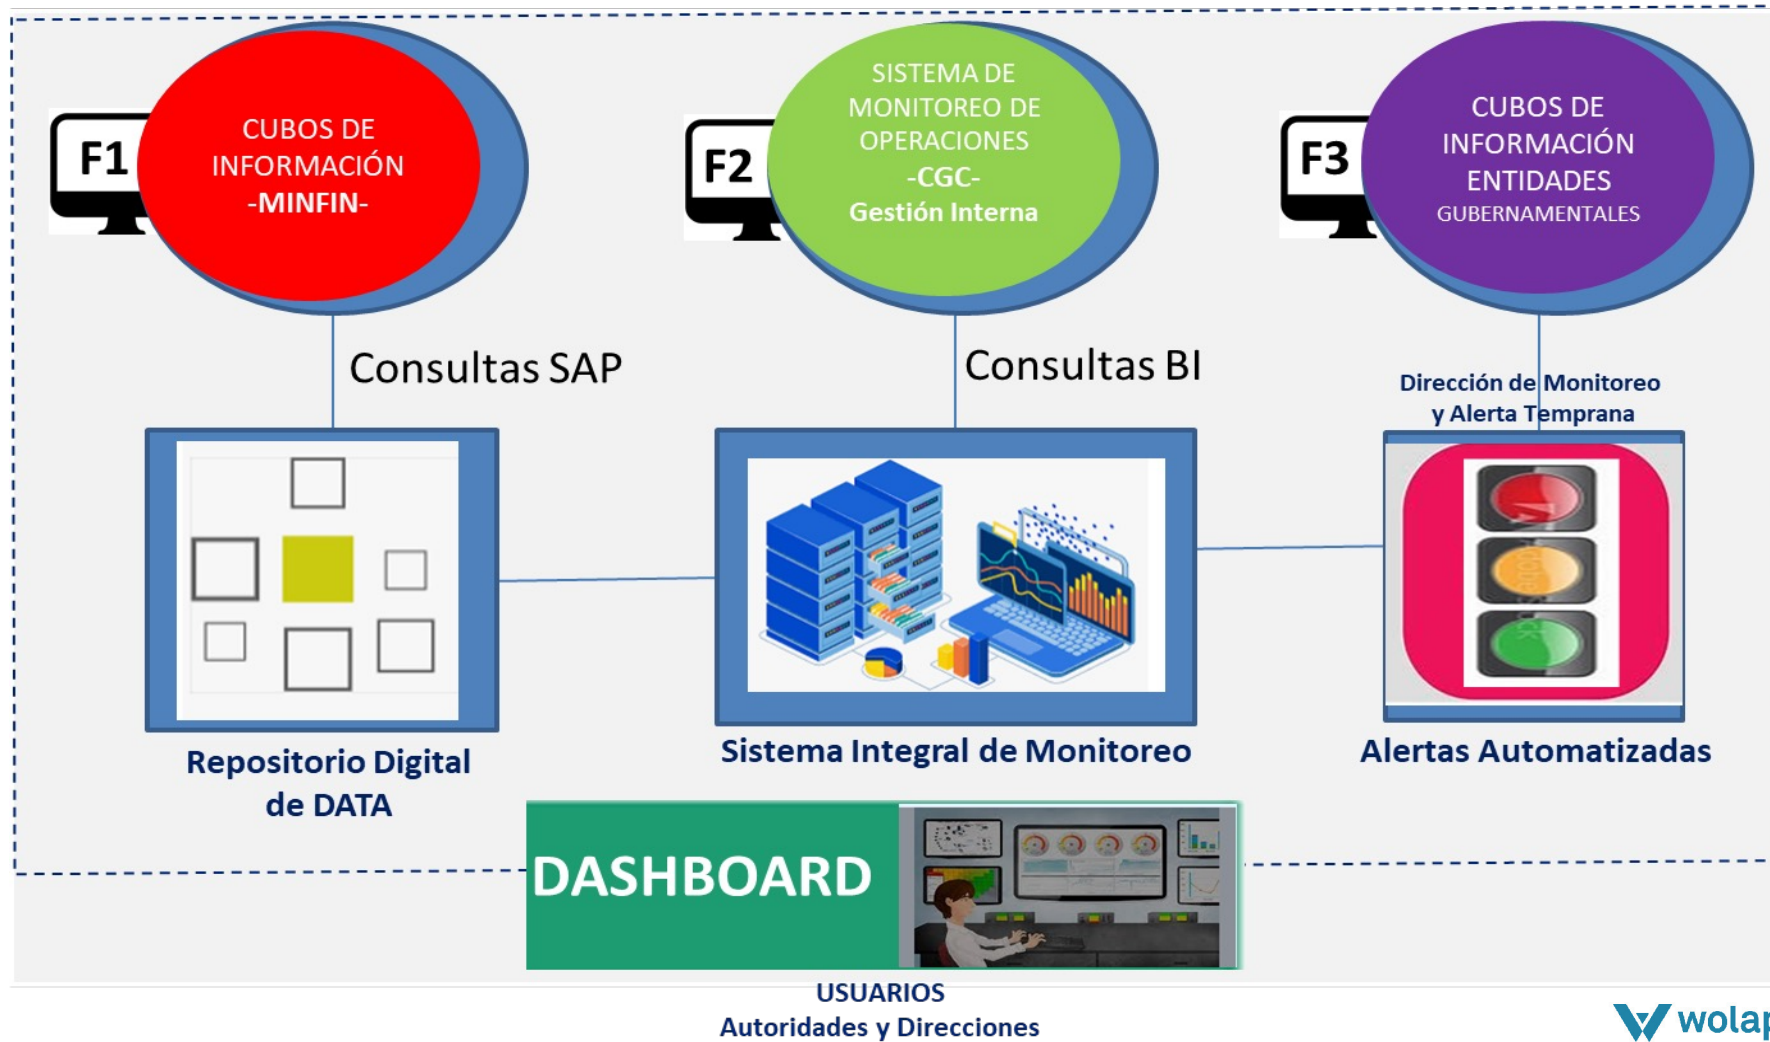 F1
CUBOS DE
INFORMACIÓN
-MINFIN-
F2
SISTEMA DE
MONITOREO DE
OPERACIONES
-CGC-
Gestión Interna
F3
CUBOS DE
INFORMACIÓN
ENTIDADES
GUBERNAMENTALES
Consultas SAP
Consultas BI
Dirección de Monitoreo
y Alerta Temprana
Repositorio Digital
de DATA
Sistema Integral de Monitoreo
Alertas Automatizadas
DASHBOARD
USUARIOS
Autoridades y Direcciones